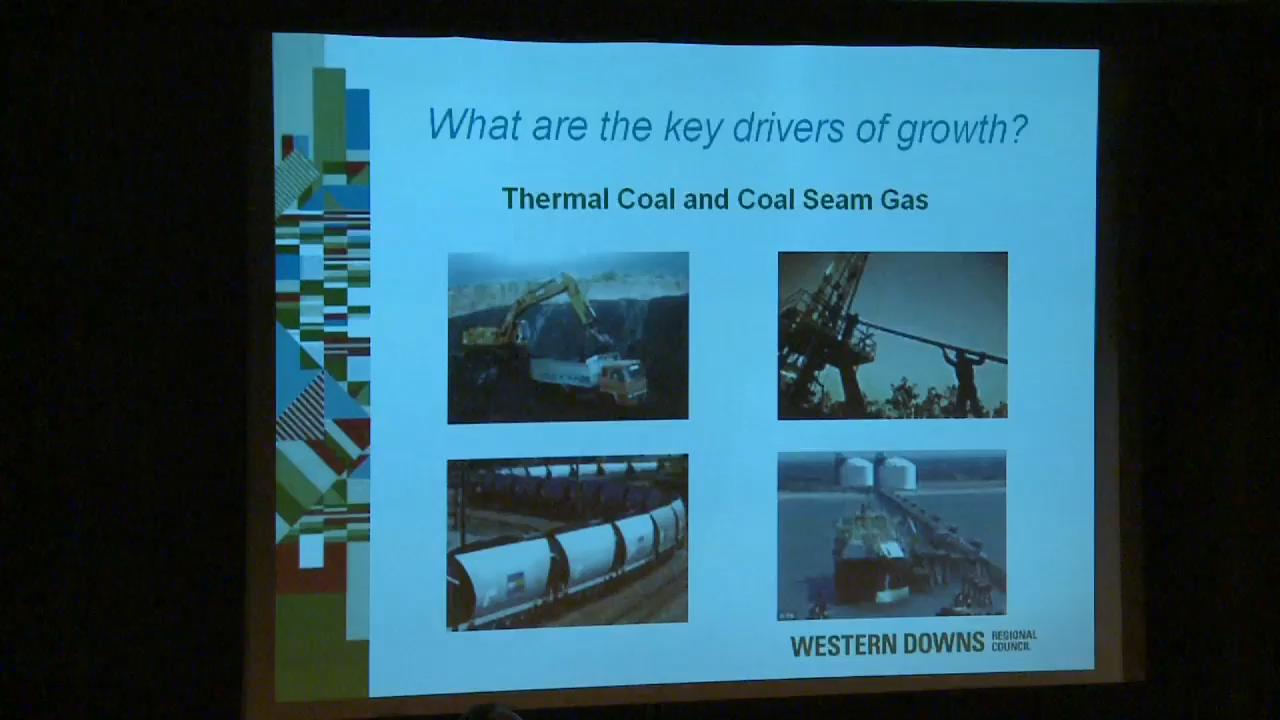 What are the key drivers of growth?
Thermal Coal and Coal Seam Gas
WESTERN DOWNS REGIONAL COUNCIL